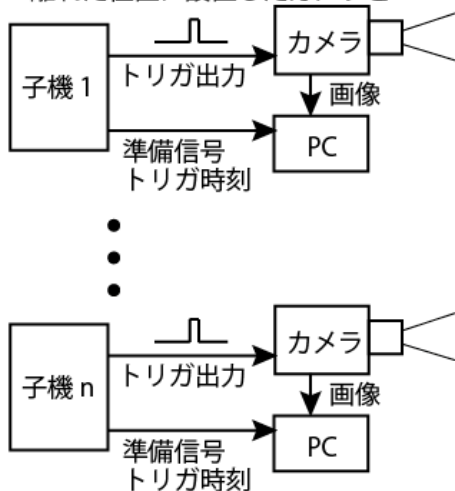 カメラ
子機 1
トリガ出力
画像
PC
準備信号
トリガ時刻
カメラ
子機 n
トリガ出力
画像
PC
準備信号
トリガ時刻